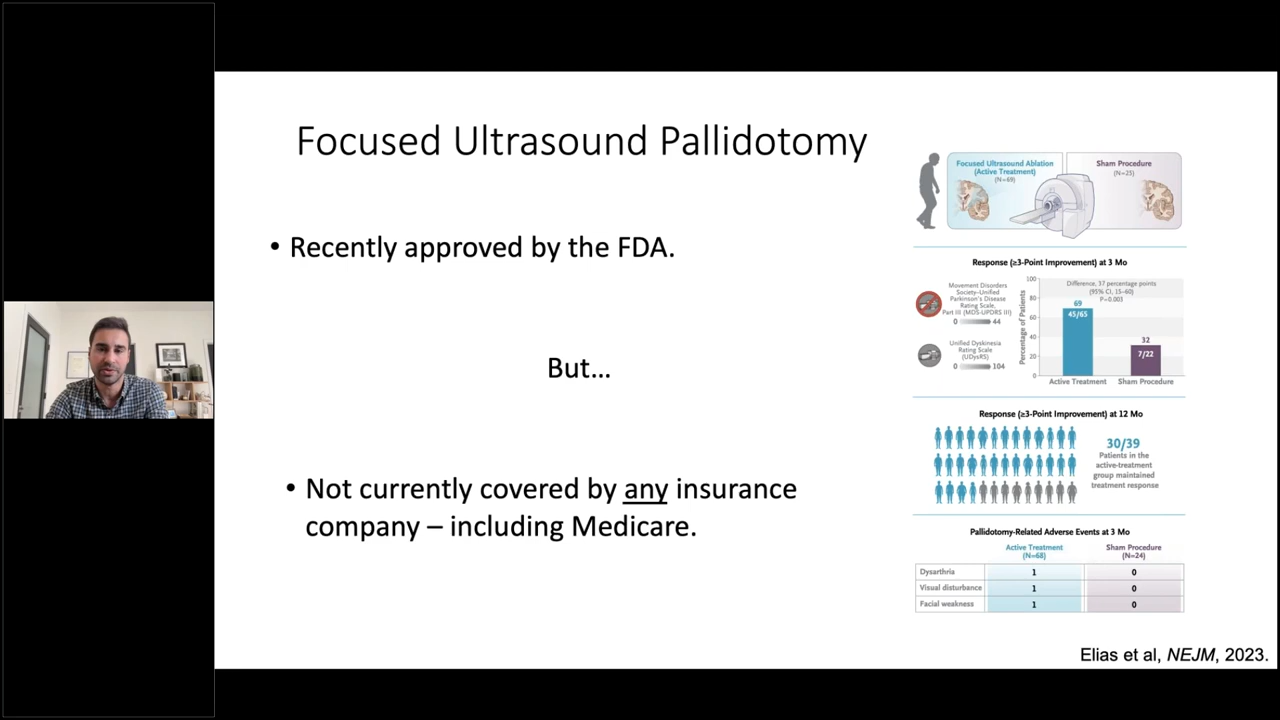 Focused Ultrasound Pallidotomy
• Recently approved by the FDA.
But…
• Not currently covered by any insurance
company – including Medicare.
Focused Ultrasound Ablation
(Active Treatment)
(N=69)
Sham Procedure
(N=25)
Response (≥3-Point Improvement) at 3 Mo
Movement Disorders
Society–Unified
Parkinson's Disease
Rating Scale,
Part III (MDS-UPDRS III)
0 44
Unified Dyskinesia
Rating Scale
(UDysRS)
0 104
Percentage of Patients
100
80
60
40
20
0
Difference, 37 percentage points
(95% CI, 15–60)
P=0.003
69
45/65
32
7/22
Active Treatment
Sham Procedure
Response (≥3-Point Improvement) at 12 Mo
30/39
Patients in the
active-treatment
group maintained
treatment response
Pallidotomy-Related Adverse Events at 3 Mo
Active Treatment
(N=68)
Sham Procedure
(N=24)
Dysarthria 1 0
Visual disturbance 1 0
Facial weakness 1 0
Elias et al, NEJM, 2023.